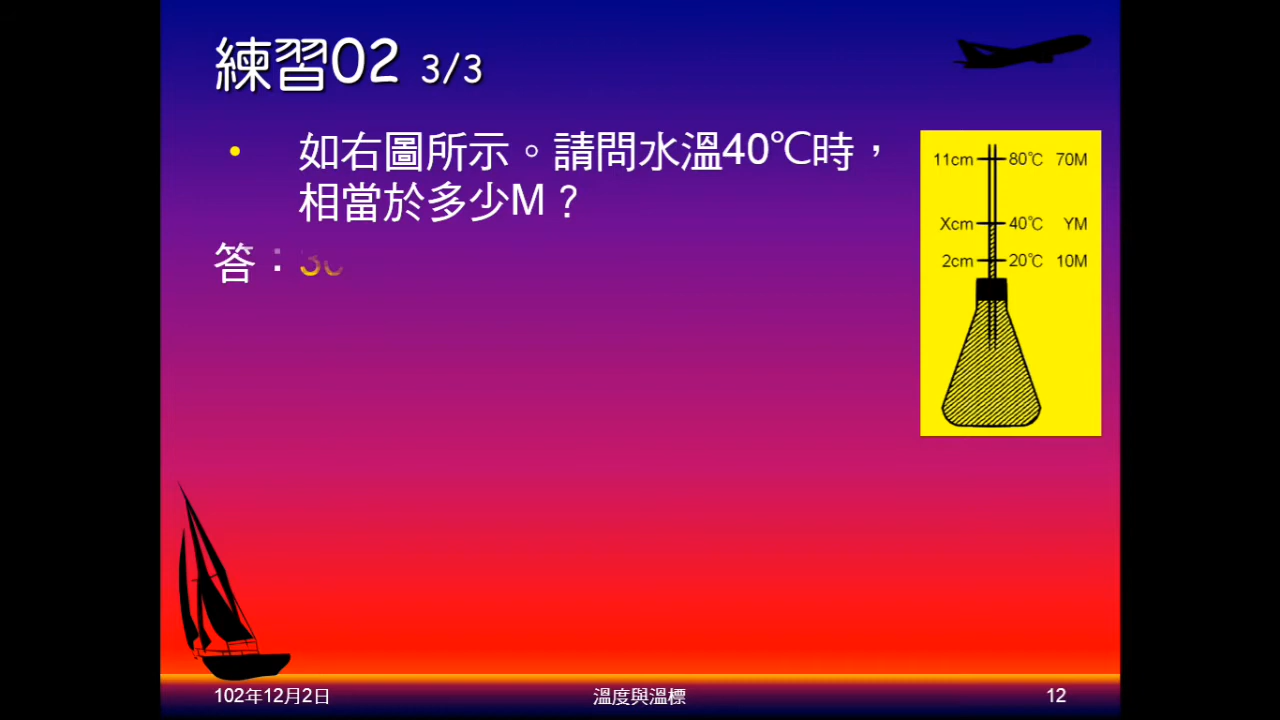 練習02 3/3
• 如右圖所示。請問水溫40℃時，
相當於多少M？
答：30
11cm 80℃ 70M
Xcm 40℃ YM
2cm 20℃ 10M
102年12月2日 溫度與溫標 12